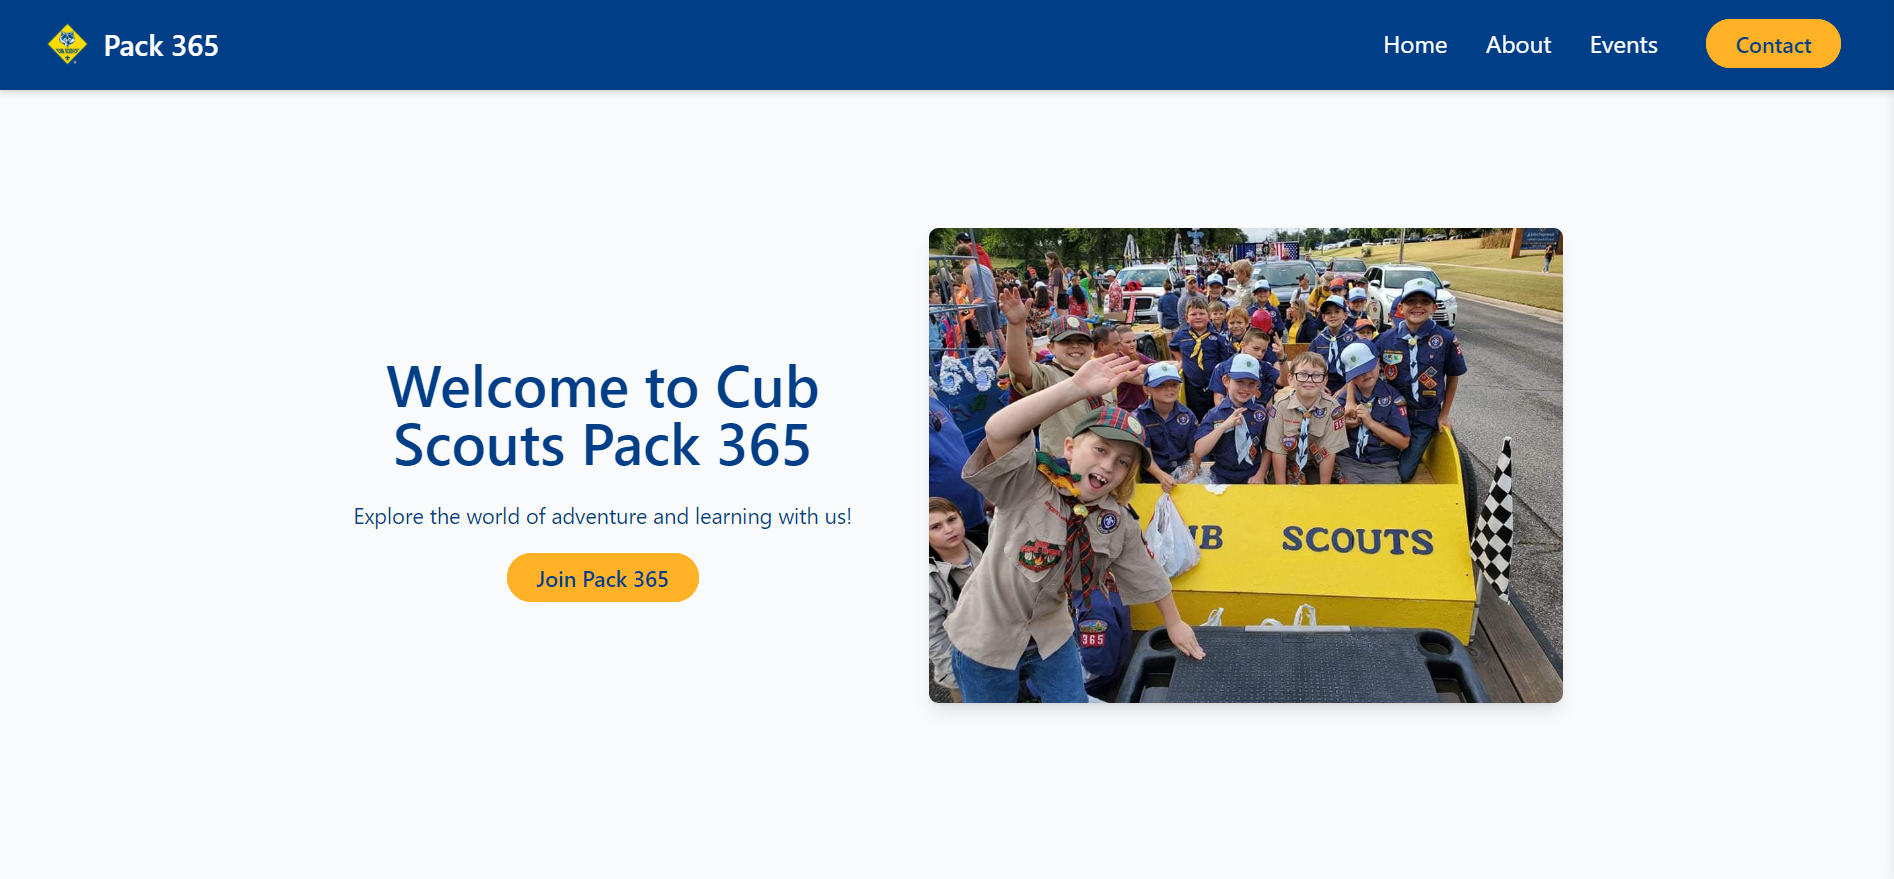 Pack 365
Home
About
Events
Contact
Welcome to Cub
Scouts Pack 365
Explore the world of adventure and learning with us!
Join Pack 365
UB SCOUTS
365